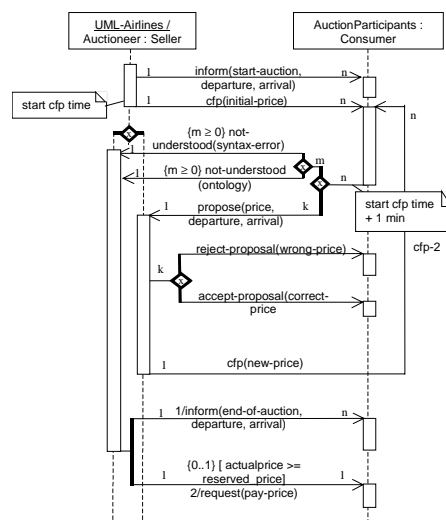 UML-Airlines /
Auctioneer : Seller
AuctionParticipants :
Consumer
1 inform(start-auction, n
departure, arrival)
start cfp time
1 cfp(initial-price) n
n
x
{m ≥ 0} not-
1 understood(syntax-error)
x m
{m ≥ 0} not-understood
1 (ontology)
x n
1 propose(price, k
departure, arrival)
start cfp time
+ 1 min
reject-proposal(wrong-price)
cfp-2
k
x
accept-proposal(correct-
price
1 cfp(new-price)
1/inform(end-of-auction,
1 departure, arrival) n
{0..1} [ actualprice >=
1 reserved_price] 1
2/request(pay-price)